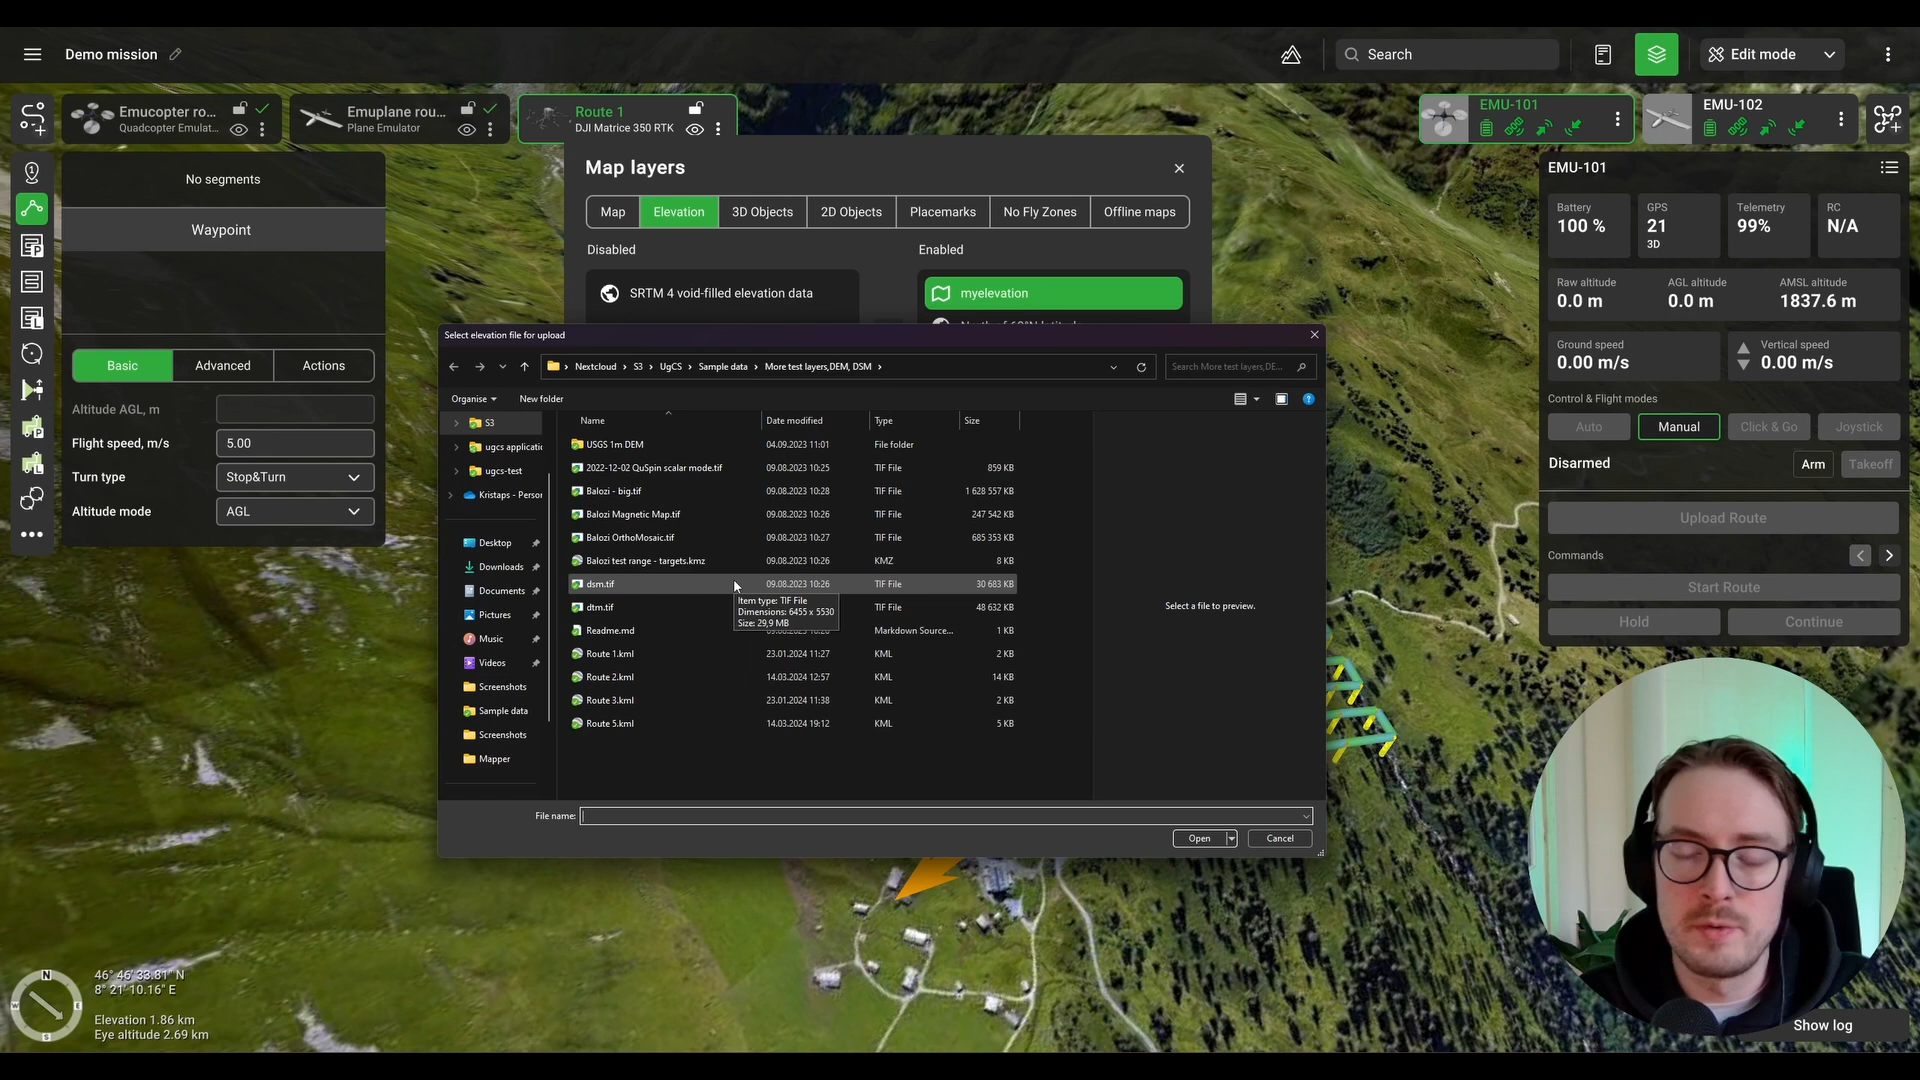 Demo mission
Search
Edit mode
Emucopter ro...
Quadcopter Emulat...
Emuplane rou...
Plane Emulator
Route 1
DJI Matrice 350 RTK
EMU-101
EMU-102
No segments
Waypoint
Basic
Advanced
Actions
Altitude AGL, m
Flight speed, m/s
5.00
Turn type
Stop&Turn
Altitude mode
AGL
Map layers
Map
Elevation
3D Objects
2D Objects
Placemarks
No Fly Zones
Offline maps
Disabled
Enabled
SRTM 4 void-filled elevation data
myelevation
Select elevation file for upload
Nextcloud > S3 > UgCS > Sample data > More test layers,DEM, DSM >
Search More test layers,DE...
Organise
New folder
S3
ugcs applicatic
ugcs-test
Kristaps - Persor
Desktop
Downloads
Documents
Pictures
Music
Videos
Screenshots
Sample data
Screenshots
Mapper
Name
Date modified
Type
Size
USGS 1m DEM 04.09.2023 11:01 File folder
2022-12-02 QuSpin scalar mode.tif 09.08.2023 10:25 TIF File 859 KB
Balozi - big.tif 09.08.2023 10:28 TIF File 1 628 557 KB
Balozi Magnetic Map.tif 09.08.2023 10:26 TIF File 247 542 KB
Balozi OrthoMosaic.tif 09.08.2023 10:27 TIF File 685 353 KB
Balozi test range - targets.kmz 09.08.2023 10:26 KMZ 8 KB
dsm.tif 09.08.2023 10:26 TIF File 30 683 KB
dtm.tif TIF File 48 632 KB
Item type: TIF File
Dimensions: 6455 x 5530
Size: 29,9 MB
Readme.md Markdown Source... 1 KB
Route 1.kml 23.01.2024 11:27 KML 2 KB
Route 2.kml 14.03.2024 12:57 KML 14 KB
Route 3.kml 23.01.2024 11:38 KML 2 KB
Route 5.kml 14.03.2024 19:12 KML 5 KB
Select a file to preview.
File name:
Open
Cancel
EMU-101
Battery
100 %
GPS
21
3D
Telemetry
99%
RC
N/A
Raw altitude
0.0 m
AGL altitude
0.0 m
AMSL altitude
1837.6 m
Ground speed
0.00 m/s
Vertical speed
0.00 m/s
Control & Flight modes
Auto
Manual
Click & Go
Joystick
Disarmed
Arm
Takeoff
Upload Route
Commands
Start Route
Hold
Continue
N
W
E
S
46° 46' 33.81" N
8° 21' 10.16" E
Elevation 1.86 km
Eye altitude 2.69 km
Show log